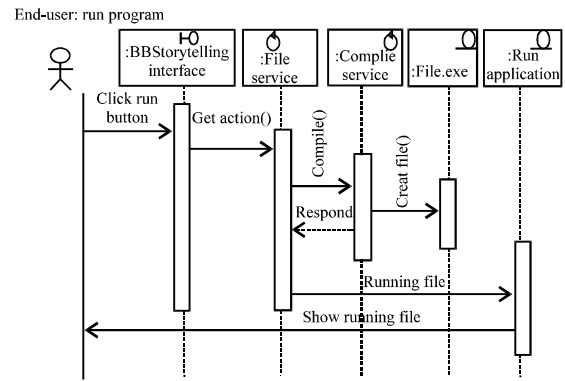 End-user: run program
:BBStorytelling
interface
:File
service
:Complie
service
:File.exe
:Run
application
Click run
button
Get action()
Compile()
Creat file()
Respond
Running file
Show running file